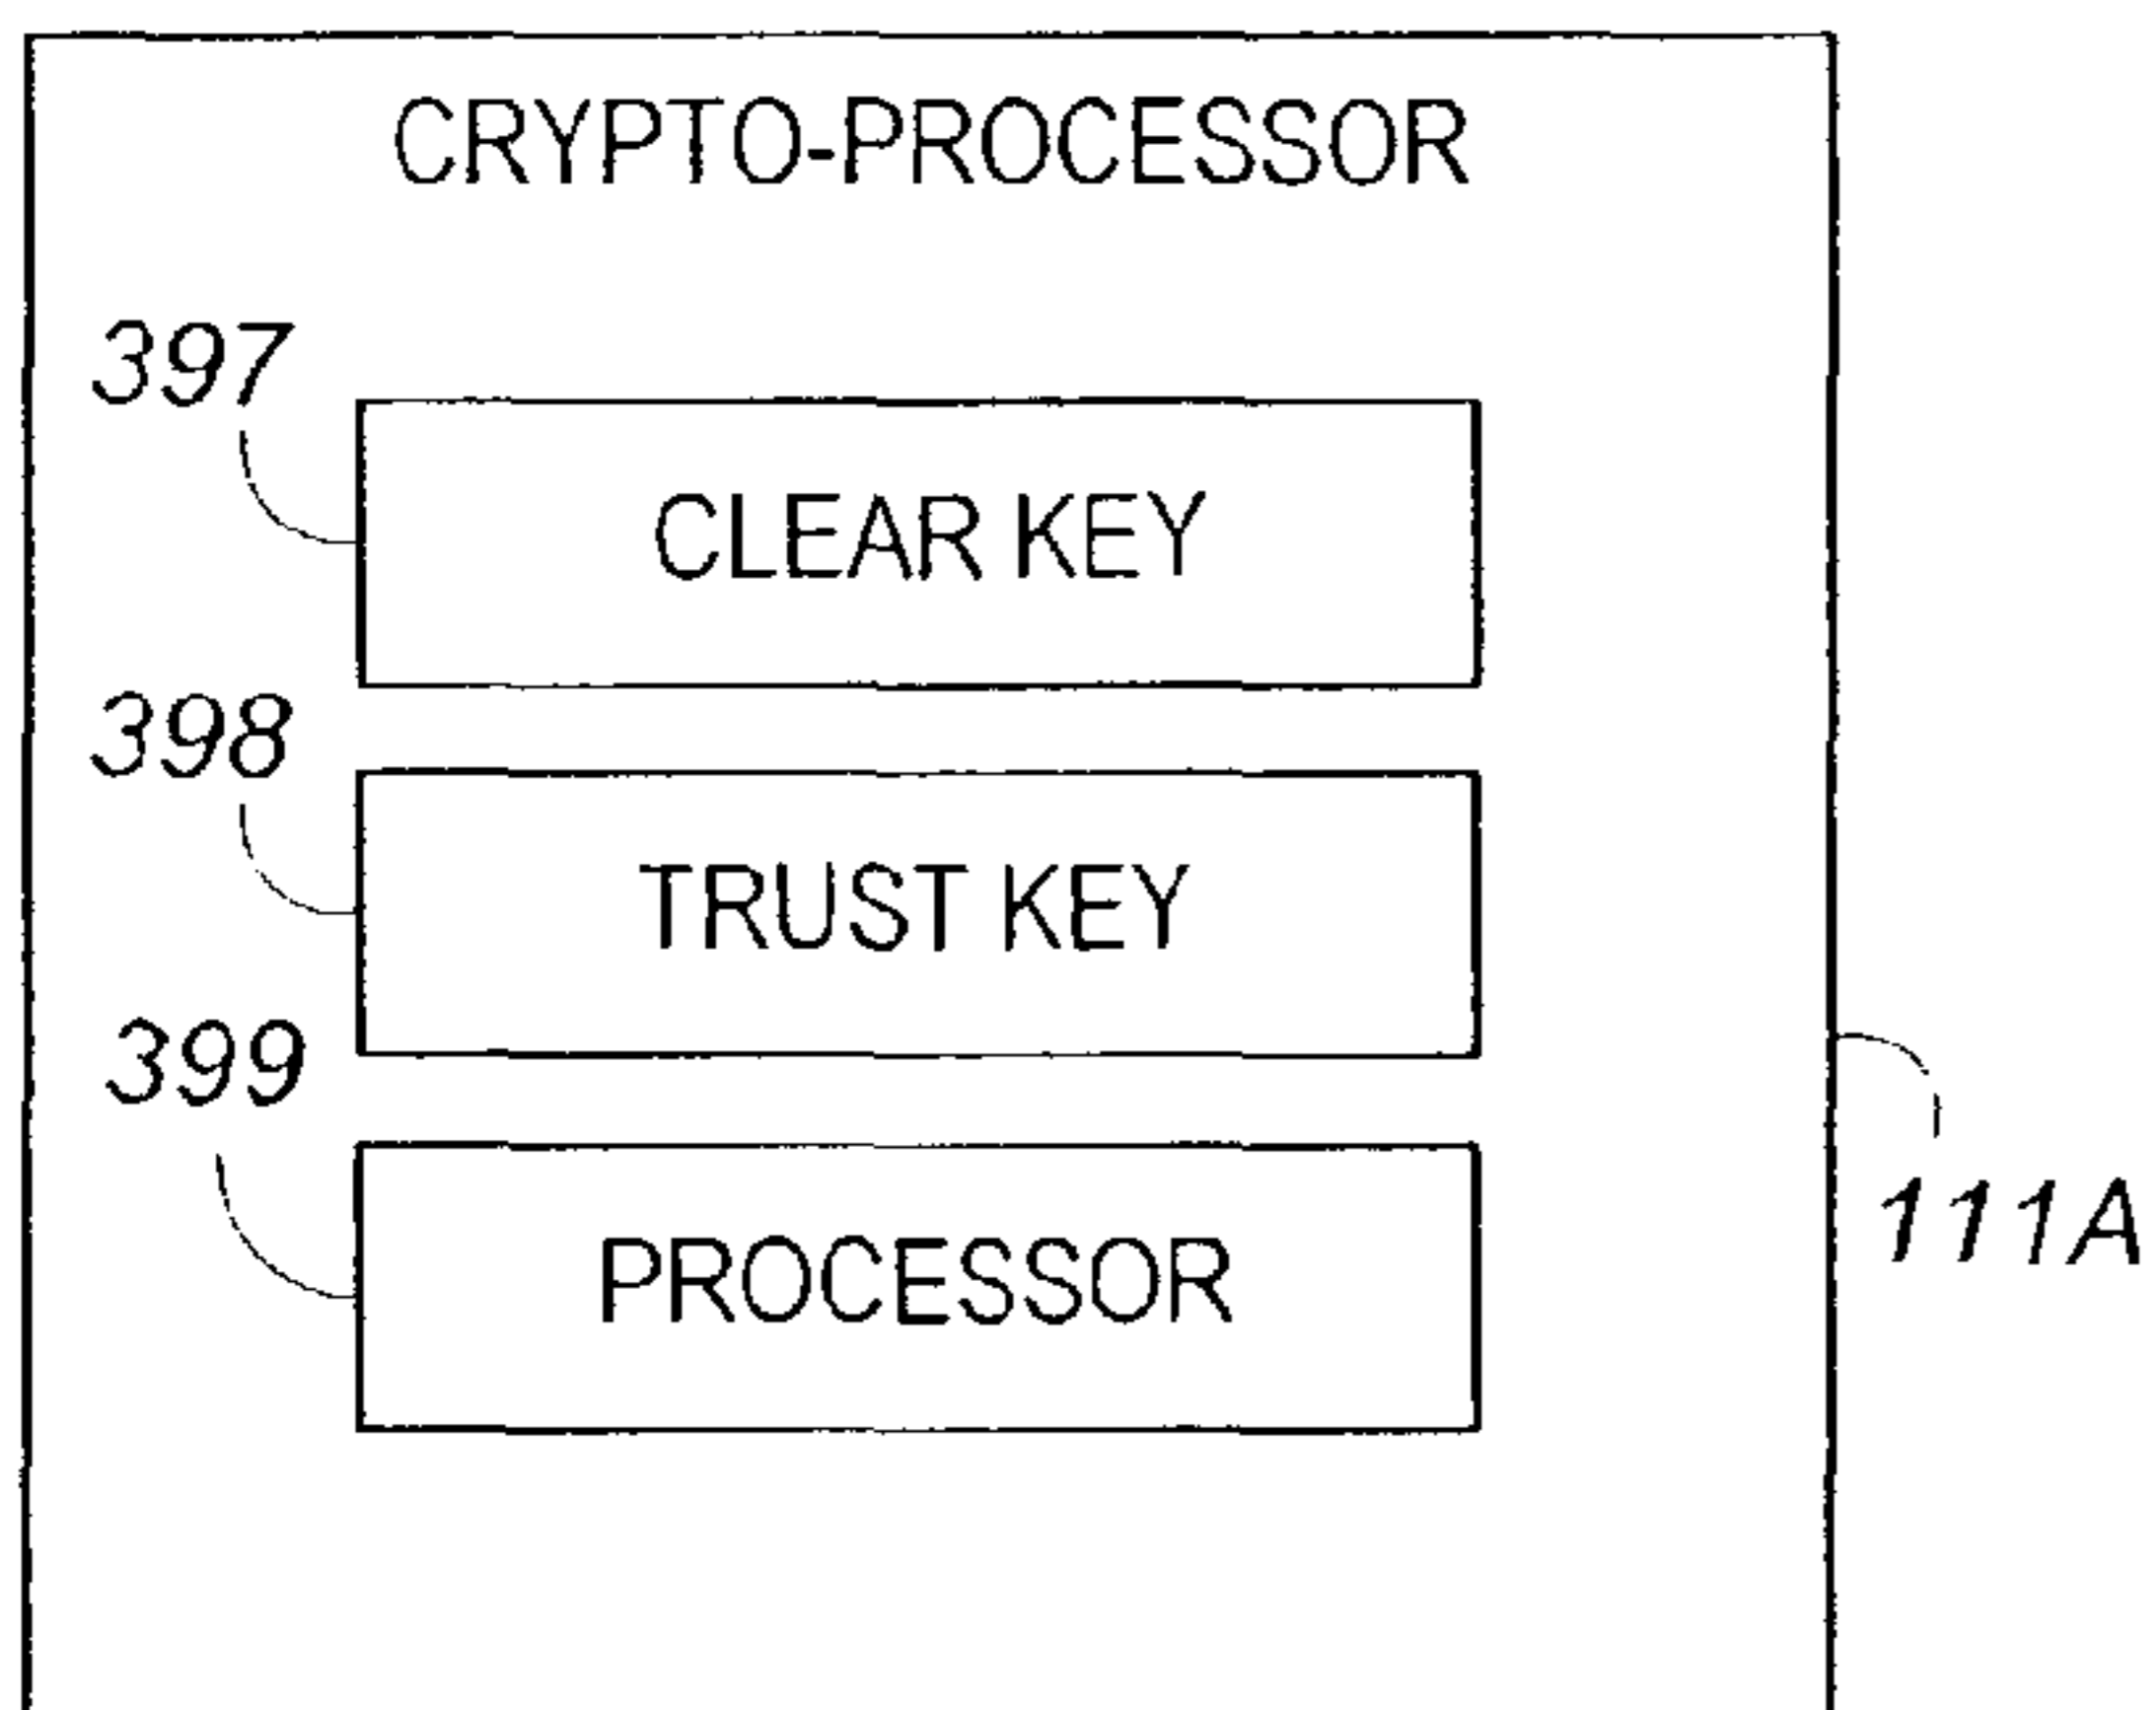 CRYPTO-PROCESSOR
397
CLEAR KEY
398
TRUST KEY
399
PROCESSOR
111A